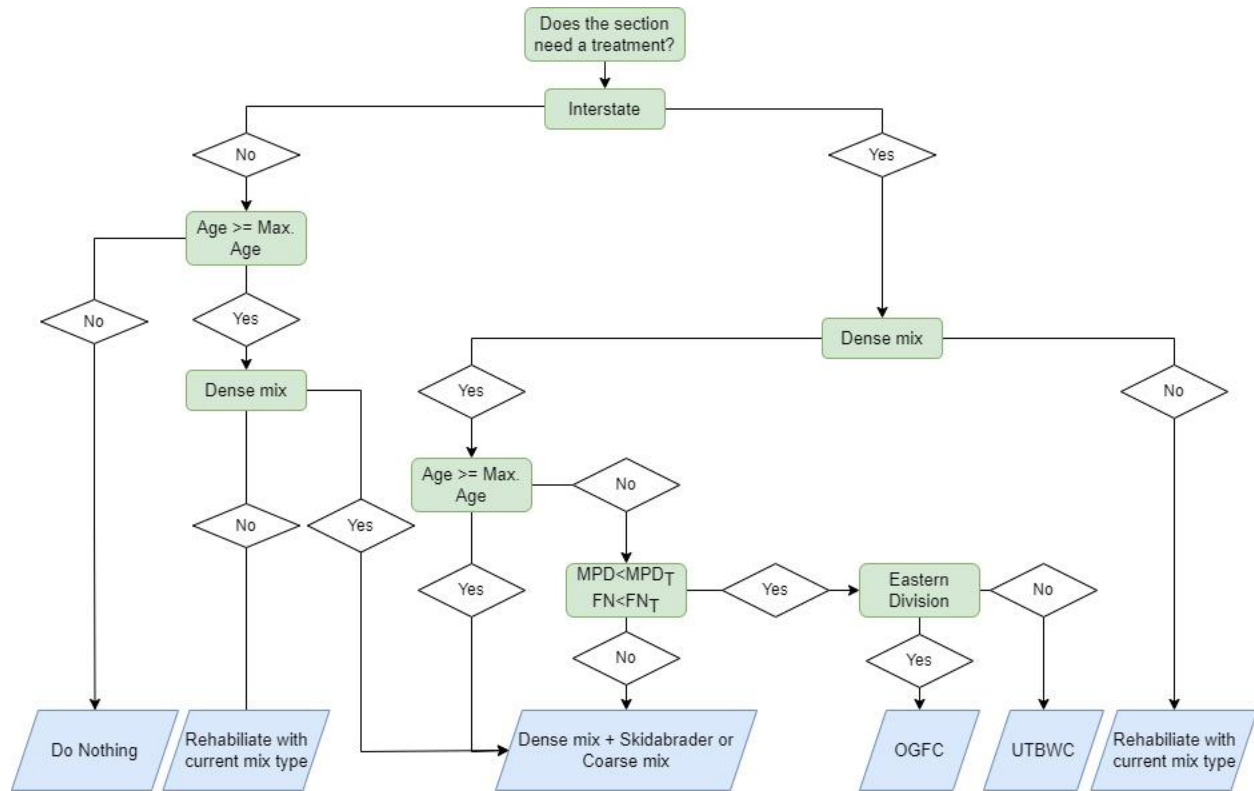 Does the section
need a treatment?
Interstate
No
Yes
Age >= Max.
Age
No
Yes
Dense mix
Dense mix
Yes
No
Age >= Max.
Age
No
No
Yes
Yes
MPD<MPDT
FN<FNT
Yes
Eastern
Division
No
No
Yes
Do Nothing
Rehabiliate with
current mix type
Dense mix + Skidabrader or
Coarse mix
OGFC
UTBWC
Rehabiliate with
current mix type